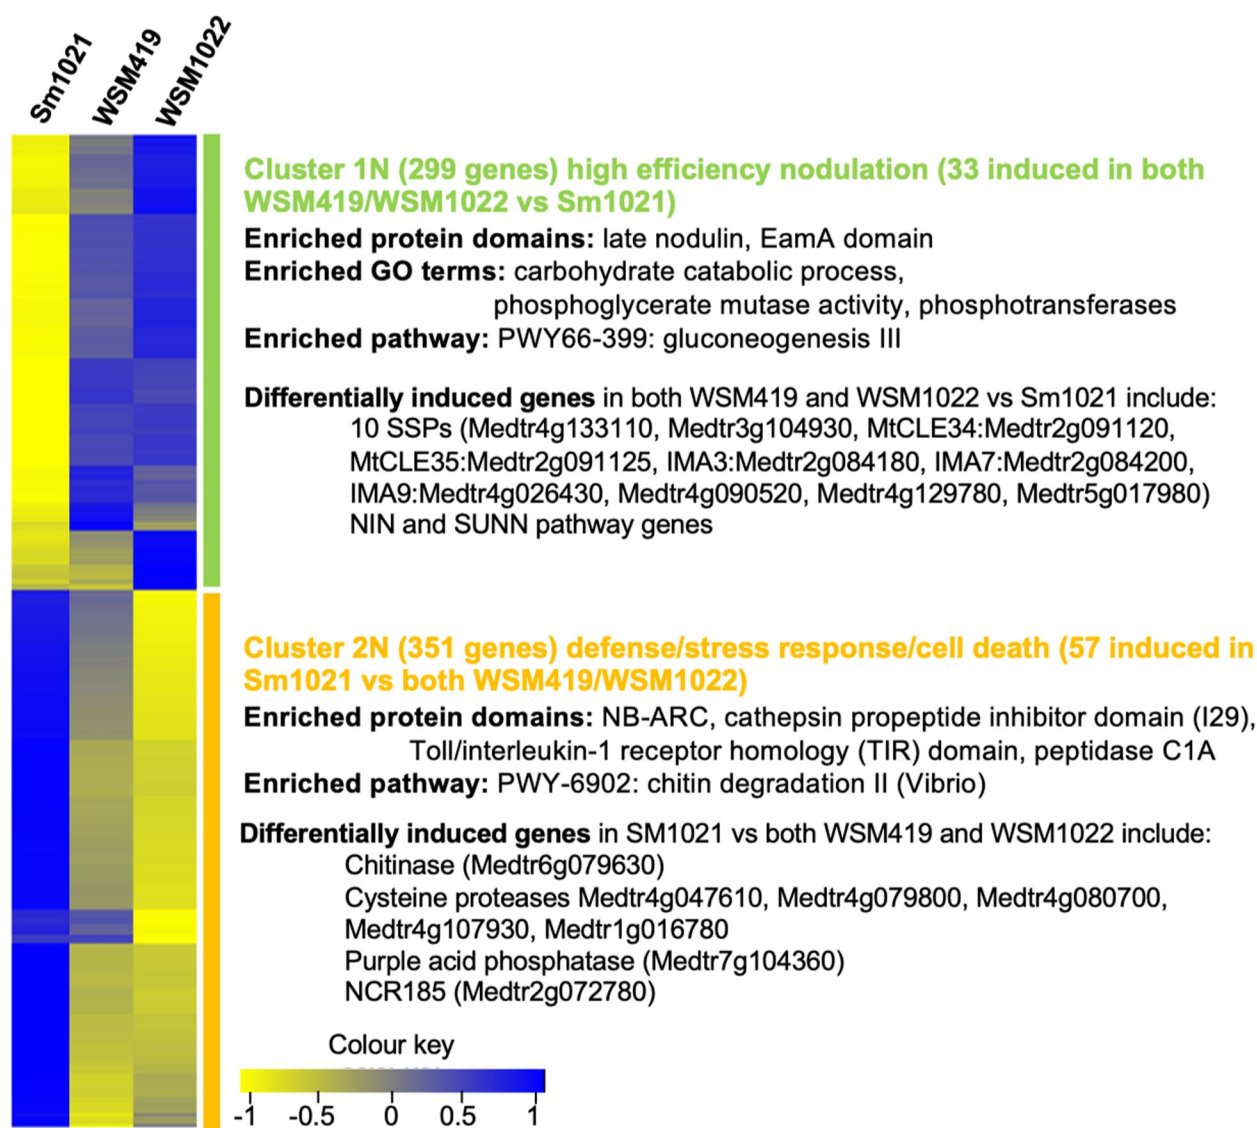 Sm1021
WSM419
WSM1022
Cluster 1N (299 genes) high efficiency nodulation (33 induced in both
WSM419/WSM1022 vs Sm1021)
Enriched protein domains: late nodulin, EamA domain
Enriched GO terms: carbohydrate catabolic process,
phosphoglycerate mutase activity, phosphotransferases
Enriched pathway: PWY66-399: gluconeogenesis III
Differentially induced genes in both WSM419 and WSM1022 vs Sm1021 include:
10 SSPs (Medtr4g133110, Medtr3g104930, MtCLE34:Medtr2g091120,
MtCLE35:Medtr2g091125, IMA3:Medtr2g084180, IMA7:Medtr2g084200,
IMA9:Medtr4g026430, Medtr4g090520, Medtr4g129780, Medtr5g017980)
NIN and SUNN pathway genes
Cluster 2N (351 genes) defense/stress response/cell death (57 induced in
Sm1021 vs both WSM419/WSM1022)
Enriched protein domains: NB-ARC, cathepsin propeptide inhibitor domain (I29),
Toll/interleukin-1 receptor homology (TIR) domain, peptidase C1A
Enriched pathway: PWY-6902: chitin degradation II (Vibrio)
Differentially induced genes in SM1021 vs both WSM419 and WSM1022 include:
Chitinase (Medtr6g079630)
Cysteine proteases Medtr4g047610, Medtr4g079800, Medtr4g080700,
Medtr4g107930, Medtr1g016780
Purple acid phosphatase (Medtr7g104360)
NCR185 (Medtr2g072780)
Colour key
-1 -0.5 0 0.5 1